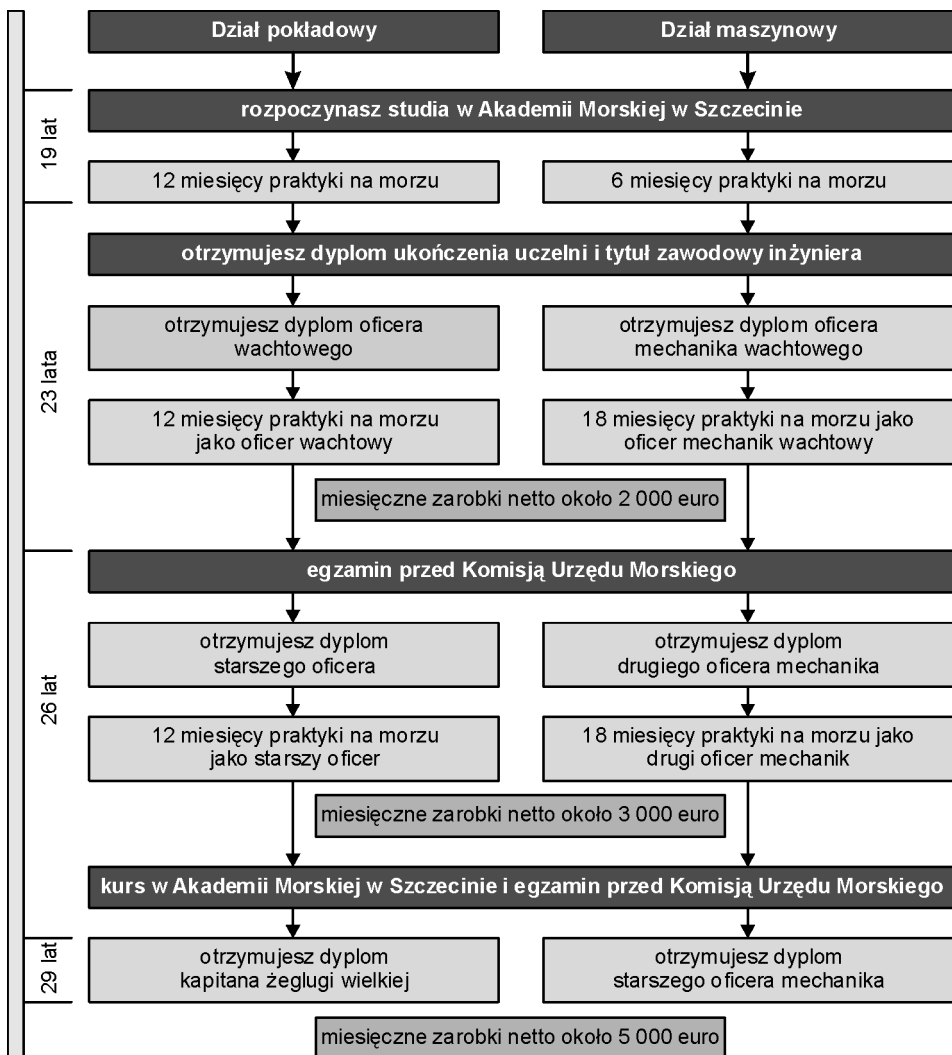 Dział pokładowy
Dział maszynowy
19 lat
rozpoczynasz studia w Akademii Morskiej w Szczecinie
12 miesięcy praktyki na morzu
6 miesięcy praktyki na morzu
23 lata
otrzymujesz dyplom ukończenia uczelni i tytuł zawodowy inżyniera
otrzymujesz dyplom oficera
wachtowego
otrzymujesz dyplom oficera
mechanika wachtowego
12 miesięcy praktyki na morzu
jako oficer wachtowy
18 miesięcy praktyki na morzu jako
oficer mechanik wachtowy
miesięczne zarobki netto około 2 000 euro
26 lat
egzamin przed Komisją Urzędu Morskiego
otrzymujesz dyplom
starszego oficera
otrzymujesz dyplom
drugiego oficera mechanika
12 miesięcy praktyki na morzu
jako starszy oficer
18 miesięcy praktyki na morzu jako
drugi oficer mechanik
miesięczne zarobki netto około 3 000 euro
kurs w Akademii Morskiej w Szczecinie i egzamin przed Komisją Urzędu Morskiego
29 lat
otrzymujesz dyplom
kapitana żeglugi wielkiej
otrzymujesz dyplom
starszego oficera mechanika
miesięczne zarobki netto około 5 000 euro